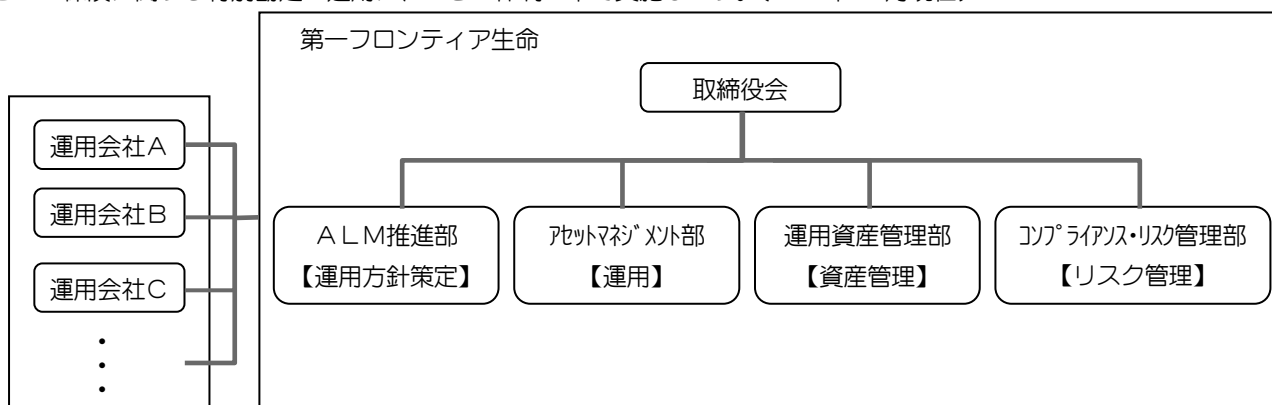 第一フロンティア生命
取締役会
運用会社A
運用会社B
運用会社C
・
・
・
ALM推進部
【運用方針策定】
ｱｾｯﾄﾏﾈｼﾞﾒﾝﾄ部
【運用】
運用資産管理部
【資産管理】
ｺﾝﾌﾟﾗｲｱﾝｽ・ﾘｽｸ管理部
【リスク管理】